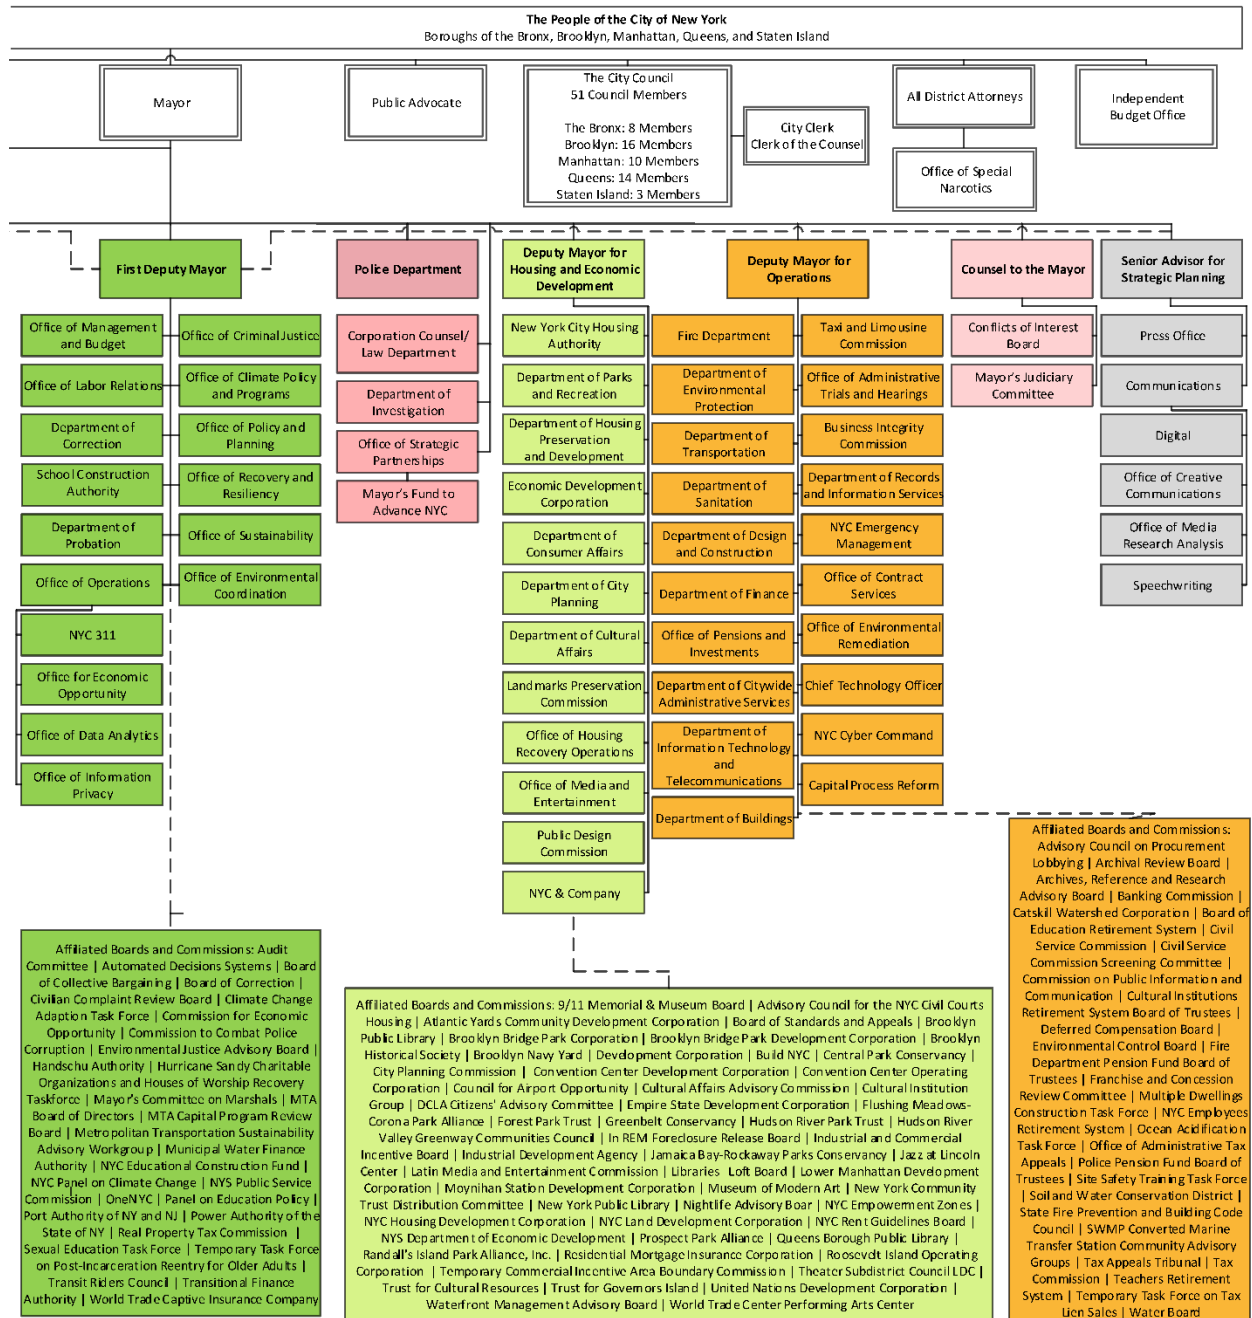 The People of the City of New York
Boroughs of the Bronx, Brooklyn, Manhattan, Queens, and Staten Island
Mayor
Public Advocate
The City Council
51 Council Members
The Bronx: 8 Members
Brooklyn: 16 Members
Manhattan: 10 Members
Queens: 14 Members
Staten Island: 3 Members
City Clerk
Clerk of the Counsel
All District Attorneys
Office of Special
Narcotics
Independent
Budget Office
First Deputy Mayor
Office of Management
and Budget
Office of Labor Relations
Department of
Correction
School Construction
Authority
Department of
Probation
Office of Operations
NYC 311
Office for Economic
Opportunity
Office of Data Analytics
Office of Information
Privacy
Office of Criminal Justice
Office of Climate Policy
and Programs
Office of Policy and
Planning
Office of Recovery and
Resiliency
Office of Sustainability
Office of Environmental
Coordination
Police Department
Corporation Counsel/
Law Department
Department of
Investigation
Office of Strategic
Partnerships
Mayor's Fund to
Advance NYC
Deputy Mayor for
Housing and Economic
Development
New York City Housing
Authority
Department of Parks
and Recreation
Department of Housing
Preservation
and Development
Economic Development
Corporation
Department of
Consumer Affairs
Department of City
Planning
Department of Cultural
Affairs
Landmarks Preservation
Commission
Office of Housing
Recovery Operations
Office of Media and
Entertainment
Public Design
Commission
NYC & Company
Deputy Mayor for
Operations
Fire Department
Department of
Environmental
Protection
Department of
Transportation
Department of
Sanitation
Department of Design
and Construction
Department of Finance
Office of Pensions and
Investments
Department of Citywide
Administrative Services
Department of
Information Technology
and
Telecommunications
Department of Buildings
Taxi and Limousine
Commission
Office of Administrative
Trials and Hearings
Business Integrity
Commission
Department of Records
and Information Services
NYC Emergency
Management
Office of Contract
Services
Office of Environmental
Remediation
Chief Technology Officer
NYC Cyber Command
Capital Process Reform
Counsel to the Mayor
Conflicts of Interest
Board
Mayor's Judiciary
Committee
Senior Advisor for
Strategic Planning
Press Office
Communications
Digital
Office of Creative
Communications
Office of Media
Research Analysis
Speechwriting
Affiliated Boards and Commissions: Audit
Committee | Automated Decisions Systems | Board
of Collective Bargaining | Board of Correction |
Civilian Complaint Review Board | Climate Change
Adaption Task Force | Commission for Economic
Opportunity | Commission to Combat Police
Corruption | Environmental Justice Advisory Board |
Handschu Authority | Hurricane Sandy Charitable
Organizations and Houses of Worship Recovery
Taskforce | Mayor's Committee on Marshals | MTA
Board of Directors | MTA Capital Program Review
Board | Metropolitan Transportation Sustainability
Advisory Workgroup | Municipal Water Finance
Authority | NYC Educational Construction Fund |
NYC Panel on Climate Change | NYS Public Service
Commission | OneNYC | Panel on Education Policy |
Port Authority of NY and NJ | Power Authority of the
State of NY | Real Property Tax Commission |
Sexual Education Task Force | Temporary Task Force
on Post-Incarceration Reentry for Older Adults |
Transit Riders Council | Transitional Finance
Authority | World Trade Captive Insurance Company
Affiliated Boards and Commissions: 9/11 Memorial & Museum Board | Advisory Council for the NYC Civil Courts
Housing | Atlantic Yards Community Development Corporation | Board of Standards and Appeals | Brooklyn
Public Library | Brooklyn Bridge Park Corporation | Brooklyn Bridge Park Development Corporation | Brooklyn
Historical Society | Brooklyn Navy Yard | Development Corporation | Build NYC | Central Park Conservancy |
City Planning Commission | Convention Center Development Corporation | Convention Center Operating
Corporation | Council for Airport Opportunity | Cultural Affairs Advisory Commission | Cultural Institution
Group | DCLA Citizens' Advisory Committee | Empire State Development Corporation | Flushing Meadows-
Corona Park Alliance | Forest Park Trust | Greenbelt Conservancy | Hudson River Park Trust | Hudson River
Valley Greenway Communities Council | In REM Foreclosure Release Board | Industrial and Commercial
Incentive Board | Industrial Development Agency | Jamaica Bay-Rockaway Parks Conservancy | Jazz at Lincoln
Center | Latin Media and Entertainment Commission | Libraries Loft Board | Lower Manhattan Development
Corporation | Moynihan Station Development Corporation | Museum of Modern Art | New York Community
Trust Distribution Committee | New York Public Library | Nightlife Advisory Boar | NYC Empowerment Zones |
NYC Housing Development Corporation | NYC Land Development Corporation | NYC Rent Guidelines Board |
NYS Department of Economic Development | Prospect Park Alliance | Queens Borough Public Library |
Randall's Island Park Alliance, Inc. | Residential Mortgage Insurance Corporation | Roosevelt Island Operating
Corporation | Temporary Commercial Incentive Area Boundary Commission | Theater Subdistrict Council LDC |
Trust for Cultural Resources | Trust for Governors Island | United Nations Development Corporation |
Waterfront Management Advisory Board | World Trade Center Performing Arts Center
Affiliated Boards and Commissions:
Advisory Council on Procurement
Lobbying | Archival Review Board |
Archives, Reference and Research
Advisory Board | Banking Commission |
Catskill Watershed Corporation | Board of
Education Retirement System | Civil
Service Commission | Civil Service
Commission Screening Committee |
Commission on Public Information and
Communication | Cultural Institutions
Retirement System Board of Trustees |
Deferred Compensation Board |
Environmental Control Board | Fire
Department Pension Fund Board of
Trustees | Franchise and Concession
Review Committee | Multiple Dwellings
Construction Task Force | NYC Employees
Retirement System | Ocean Acidification
Task Force | Office of Administrative Tax
Appeals | Police Pension Fund Board of
Trustees | Site Safety Training Task Force
| Soil and Water Conservation District |
State Fire Prevention and Building Code
Council | SWMP Converted Marine
Transfer Station Community Advisory
Groups | Tax Appeals Tribunal | Tax
Commission | Teachers Retirement
System | Temporary Task Force on Tax
Lien Sales | Water Board